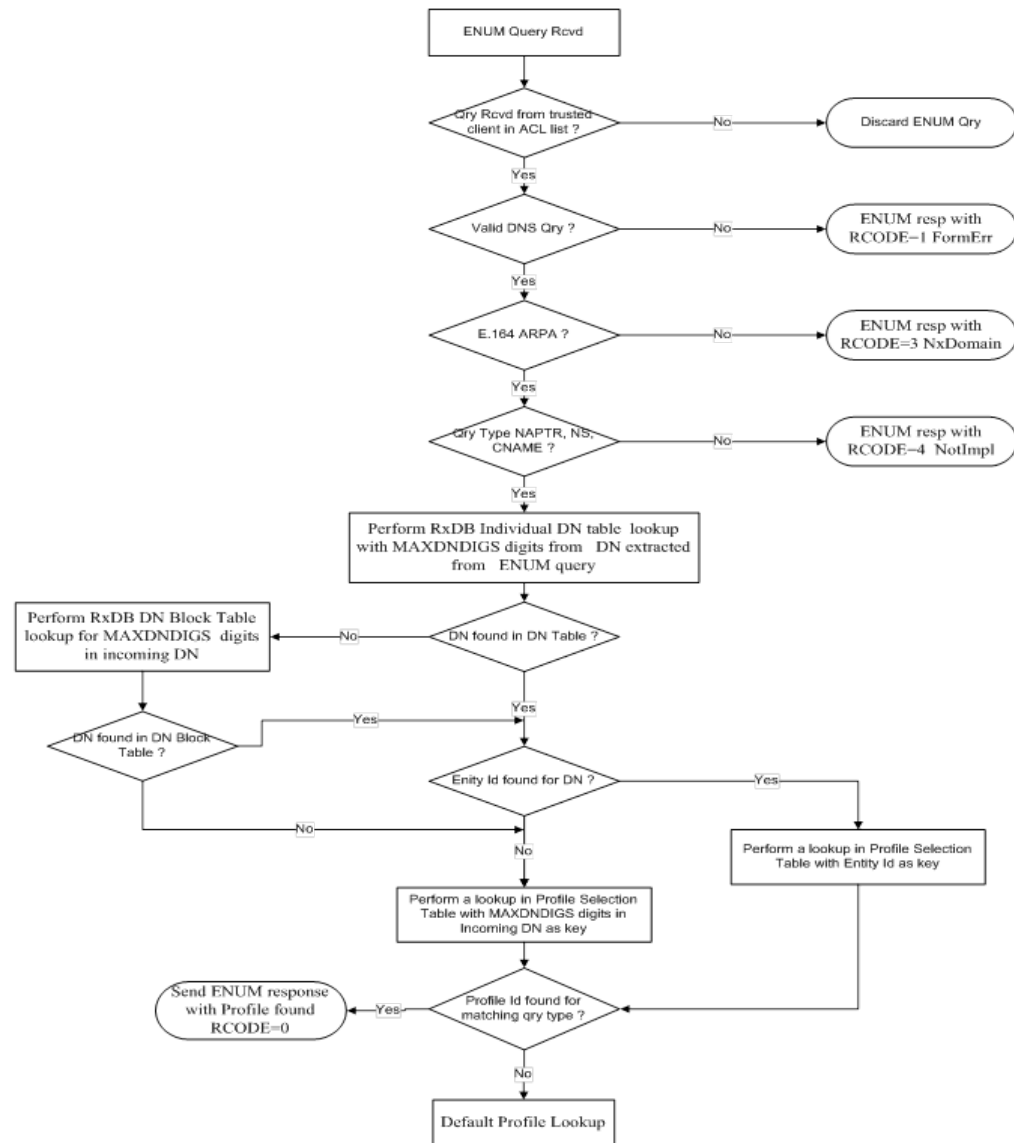 ENUM Query Rcvd
Qry Rcvd from trusted
client in ACL list ?
No
Discard ENUM Qry
Yes
Valid DNS Qry ?
No
ENUM resp with
RCODE=1 FormErr
Yes
E.164 ARPA ?
No
ENUM resp with
RCODE=3 NxDomain
Yes
Qry Type NAPTR, NS,
CNAME ?
No
ENUM resp with
RCODE=4 NotImpl
Yes
Perform RxDB Individual DN table lookup
with MAXDNDIGS digits from DN extracted
from ENUM query
Perform RxDB DN Block Table
lookup for MAXDNDIGS digits
in incoming DN
No
DN found in DN Table ?
Yes
DN found in DN Block
Table ?
Yes
Enity Id found for DN ?
Yes
No
No
Perform a lookup in Profile Selection
Table with Entity Id as key
Perform a lookup in Profile Selection
Table with MAXDNDIGS digits in
Incoming DN as key
Send ENUM response
with Profile found
RCODE=0
Yes
Profile Id found for
matching qry type ?
No
Default Profile Lookup